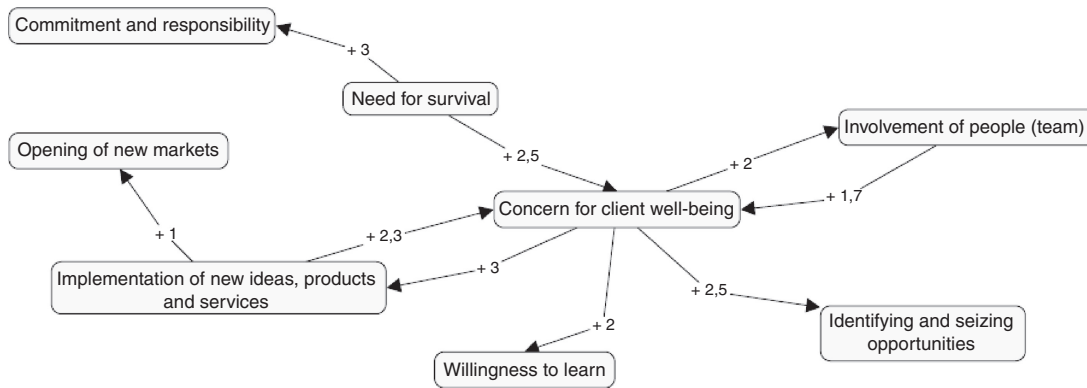 Commitment and responsibility
+ 3
Need for survival
Opening of new markets
Involvement of people (team)
+ 2,5
+ 2
+ 1,7
Concern for client well-being
+ 1
+ 2,3
+ 3
Implementation of new ideas, products
and services
+ 2,5
+ 2
Identifying and seizing
opportunities
Willingness to learn